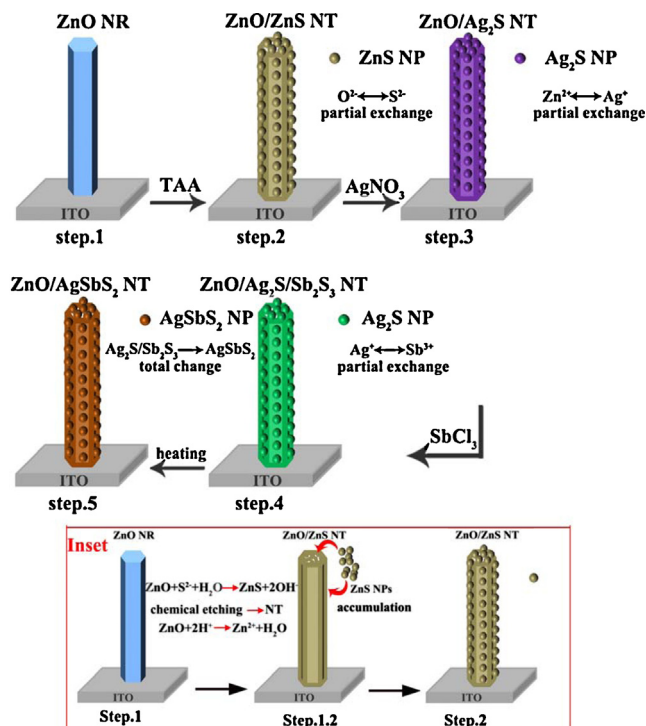 ZnO NR
ZnO/ZnS NT
ZnO/Ag₂S NT
ZnS NP
Ag₂S NP
O²⁻⟷S²⁻
partial exchange
Zn²⁺⟷Ag⁺
partial exchange
TAA
AgNO₃
ITO
ITO
ITO
step.1
step.2
step.3
ZnO/AgSbS₂ NT
ZnO/Ag₂S/Sb₂S₃ NT
AgSbS₂ NP
Ag₂S NP
Ag₂S/Sb₂S₃→AgSbS₂
total change
Ag⁺⟷Sb³⁺
partial exchange
SbCl₃
heating
ITO
ITO
step.5
step.4
Inset
ZnO NR
ZnO/ZnS NT
ZnO/ZnS NT
ZnO+S²⁻+H₂O→ZnS+2OH⁻
chemical etching →NT
ZnO+2H⁺→Zn²⁺+H₂O
ZnS NPs
accumulation
ITO
ITO
ITO
Step.1
Step.1.2
Step.2